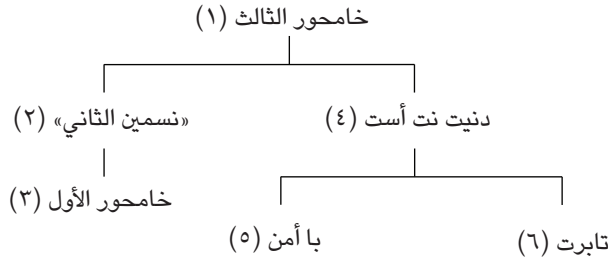 خامحور الثالث (١)
دنيت نت أست (٤) «نسمين الثاني» (٢)
خامحور الأول (٣)
تابرت (٦) با أمن (٥)